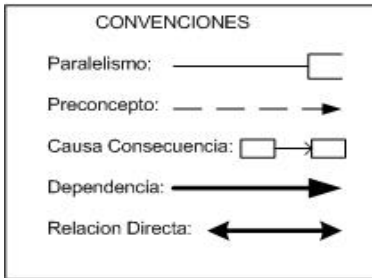 CONVENCIONES
Paralelismo:
Preconcepto:
Causa Consecuencia:
Dependencia:
Relacion Directa: